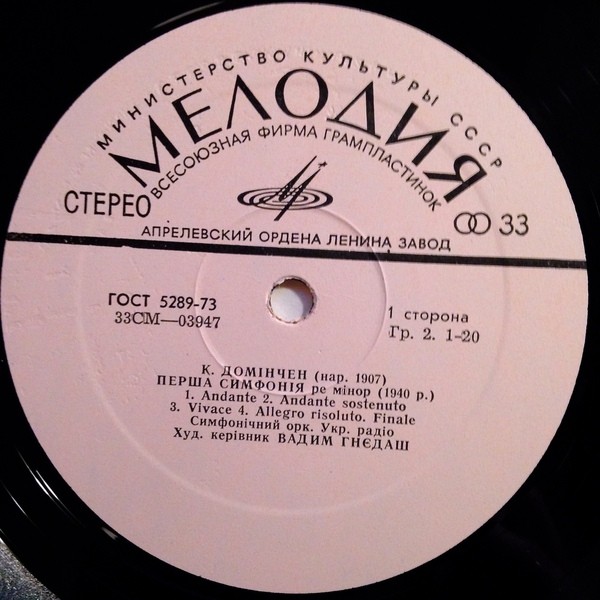 МИНИСТЕРСТВО КУЛЬТУРЫ СССР
МЕЛОДИЯ
ВСЕСОЮЗНАЯ ФИРМА ГРАМПЛАСТИНОК
СТЕРЕО
33
АПРЕЛЕВСКИЙ ОРДЕНА ЛЕНИНА ЗАВОД
ГОСТ 5289-73
33СМ—03947
1 сторона
Гр. 2. 1-20
К. ДОМІНЧЕН (нар. 1907)
ПЕРША СИМФОНІЯ ре мінор (1940 р.)
1. Andante 2. Andante sostenuto
3. Vivace 4. Allegro risoluto. Finale
Симфонічний орк. Укр. радіо
Худ. керівник ВАДИМ ГНЄДАШ